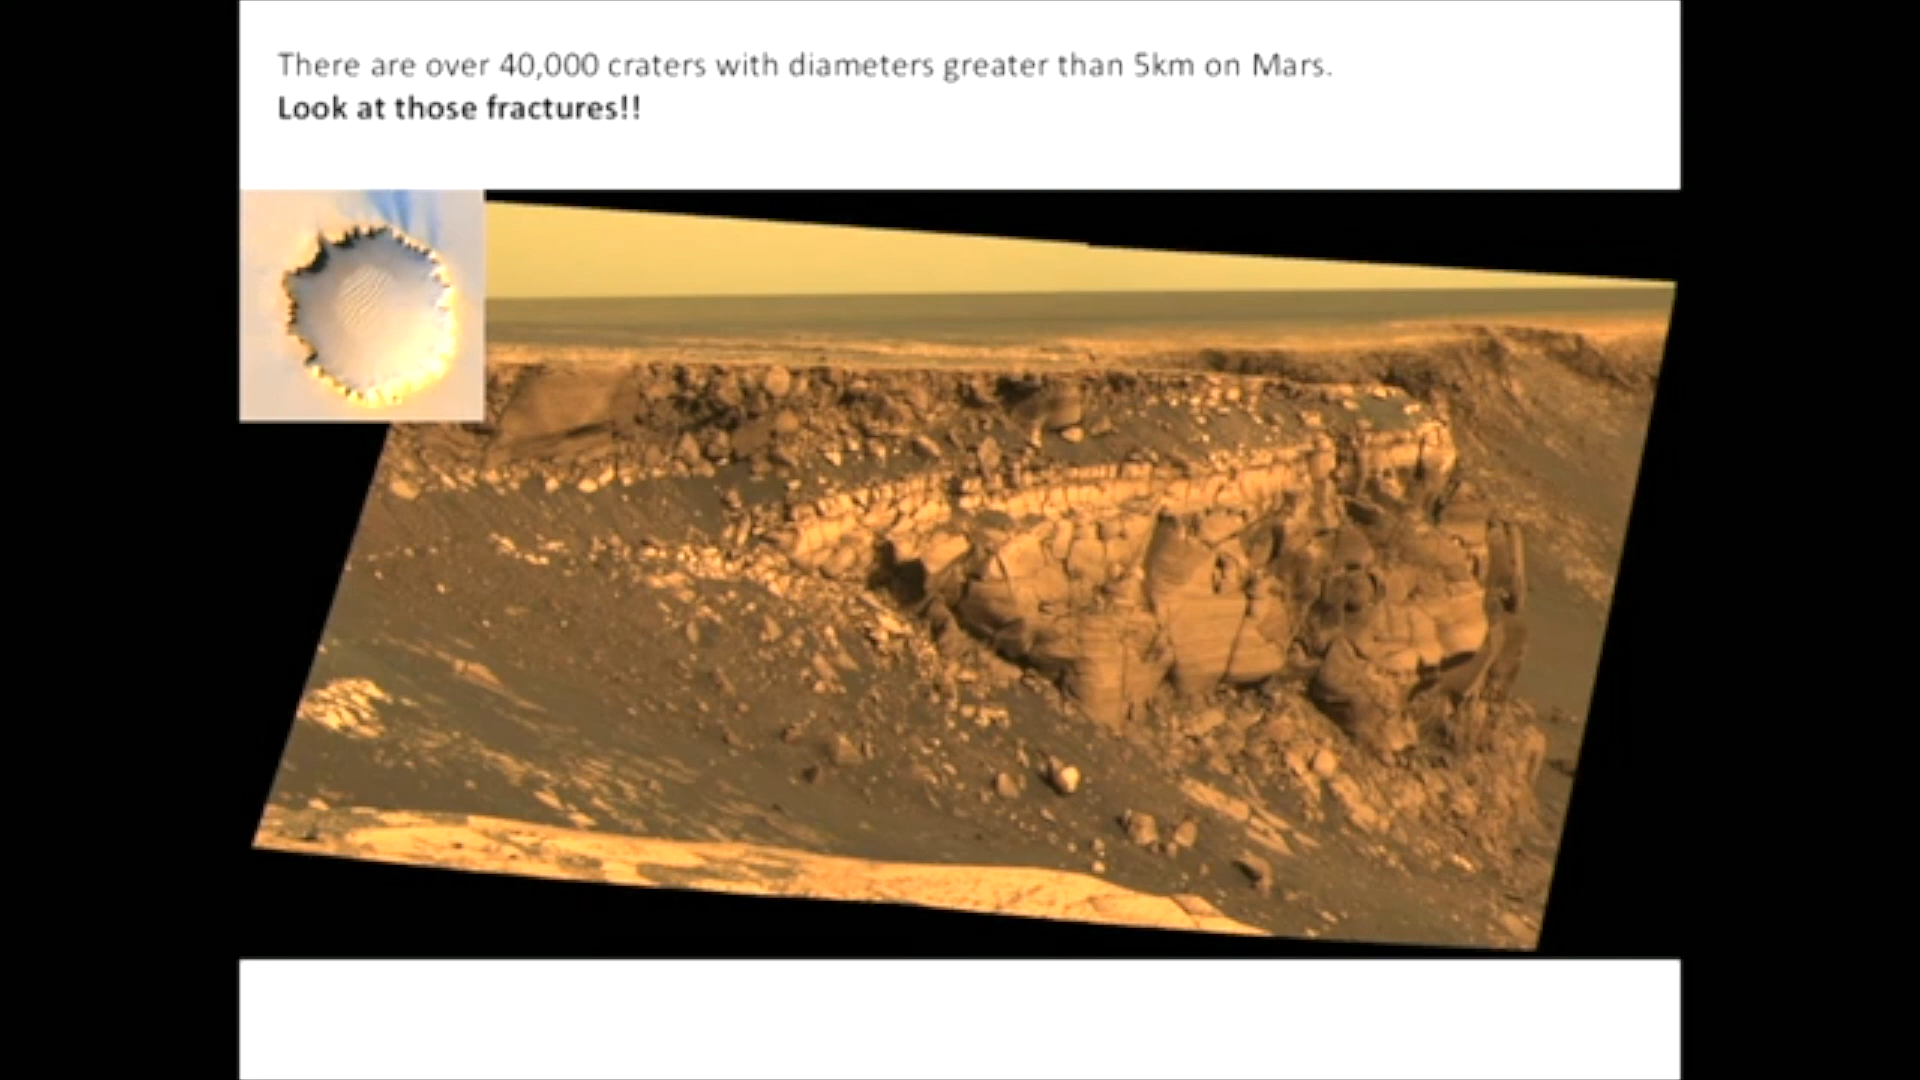 There are over 40,000 craters with diameters greater than 5km on Mars.
Look at those fractures!!